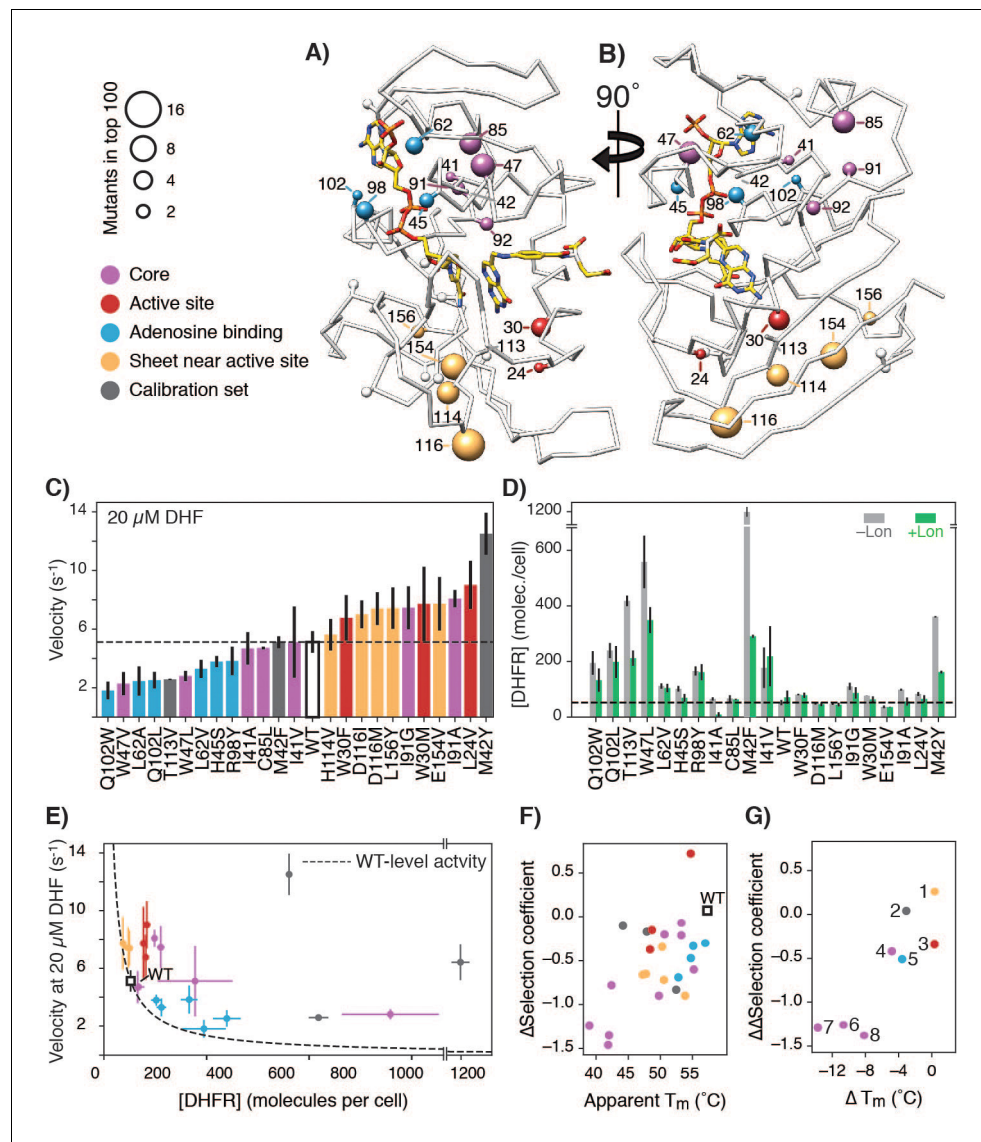 A)
B)
90°
Mutants in top 100
16
8
4
2
Core
Active site
Adenosine binding
Sheet near active site
Calibration set
62
85
41
47
102
98
91
42
45
92
156
154
30
113
24
114
116
62
85
47
41
91
42
45
98
102
92
156
154
30
113
24
114
116
C)
20 µM DHF
Velocity (s⁻¹)
14
10
6
2
Q102W
W47V
L62A
Q102L
T113V
W47L
L62V
H45S
R98Y
I41A
C85L
M42F
I41V
WT
H114V
W30F
D116I
D116M
L156Y
I91G
W30M
E154V
I91A
L24V
M42Y
D)
–Lon
+Lon
[DHFR] (molec./cell)
1200
600
400
200
0
Q102W
Q102L
T113V
W47L
L62V
H45S
R98Y
I41A
C85L
M42F
I41V
WT
W30F
D116M
L156Y
I91G
W30M
E154V
I91A
L24V
M42Y
E)
WT-level actvity
Velocity at 20 µM DHF (s⁻¹)
14
10
6
2
WT
0 200 400 600 800 1200
[DHFR] (molecules per cell)
F)
ΔSelection coefficient
0.5
0.0
−0.5
−1.0
−1.5
WT
40 45 50 55
Apparent Tm (°C)
G)
ΔΔSelection coefficient
0.5
0.0
−0.5
−1.0
−1.5
1
2
3
4
5
6
7
8
−12 −8 −4 0
Δ Tm (°C)